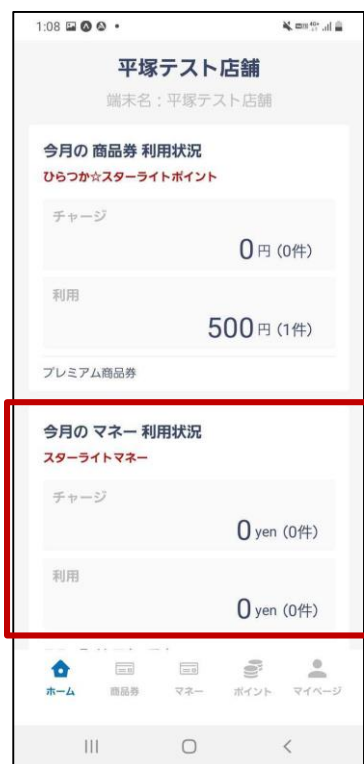 1:08
平塚テスト店舗
端末名：平塚テスト店舗
今月の 商品券 利用状況
ひらつか☆スターライトポイント
チャージ
0円 (0件)
利用
500円 (1件)
プレミアム商品券
今月の マネー 利用状況
スターライトマネー
チャージ
0 yen (0件)
利用
0 yen (0件)
ホーム 商品券 マネー ポイント マイページ